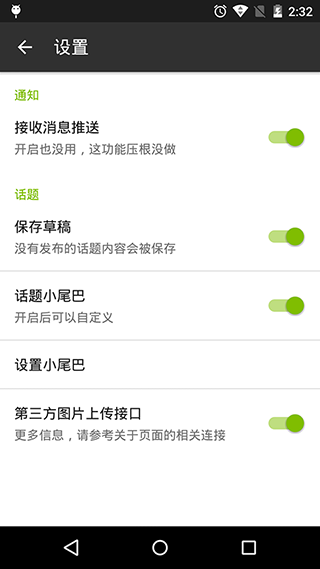 2:32
设置
通知
接收消息推送
开启也没用，这功能压根没做
话题
保存草稿
没有发布的话题内容会被保存
话题小尾巴
开启后可以自定义
设置小尾巴
第三方图片上传接口
更多信息，请参考关于页面的相关连接